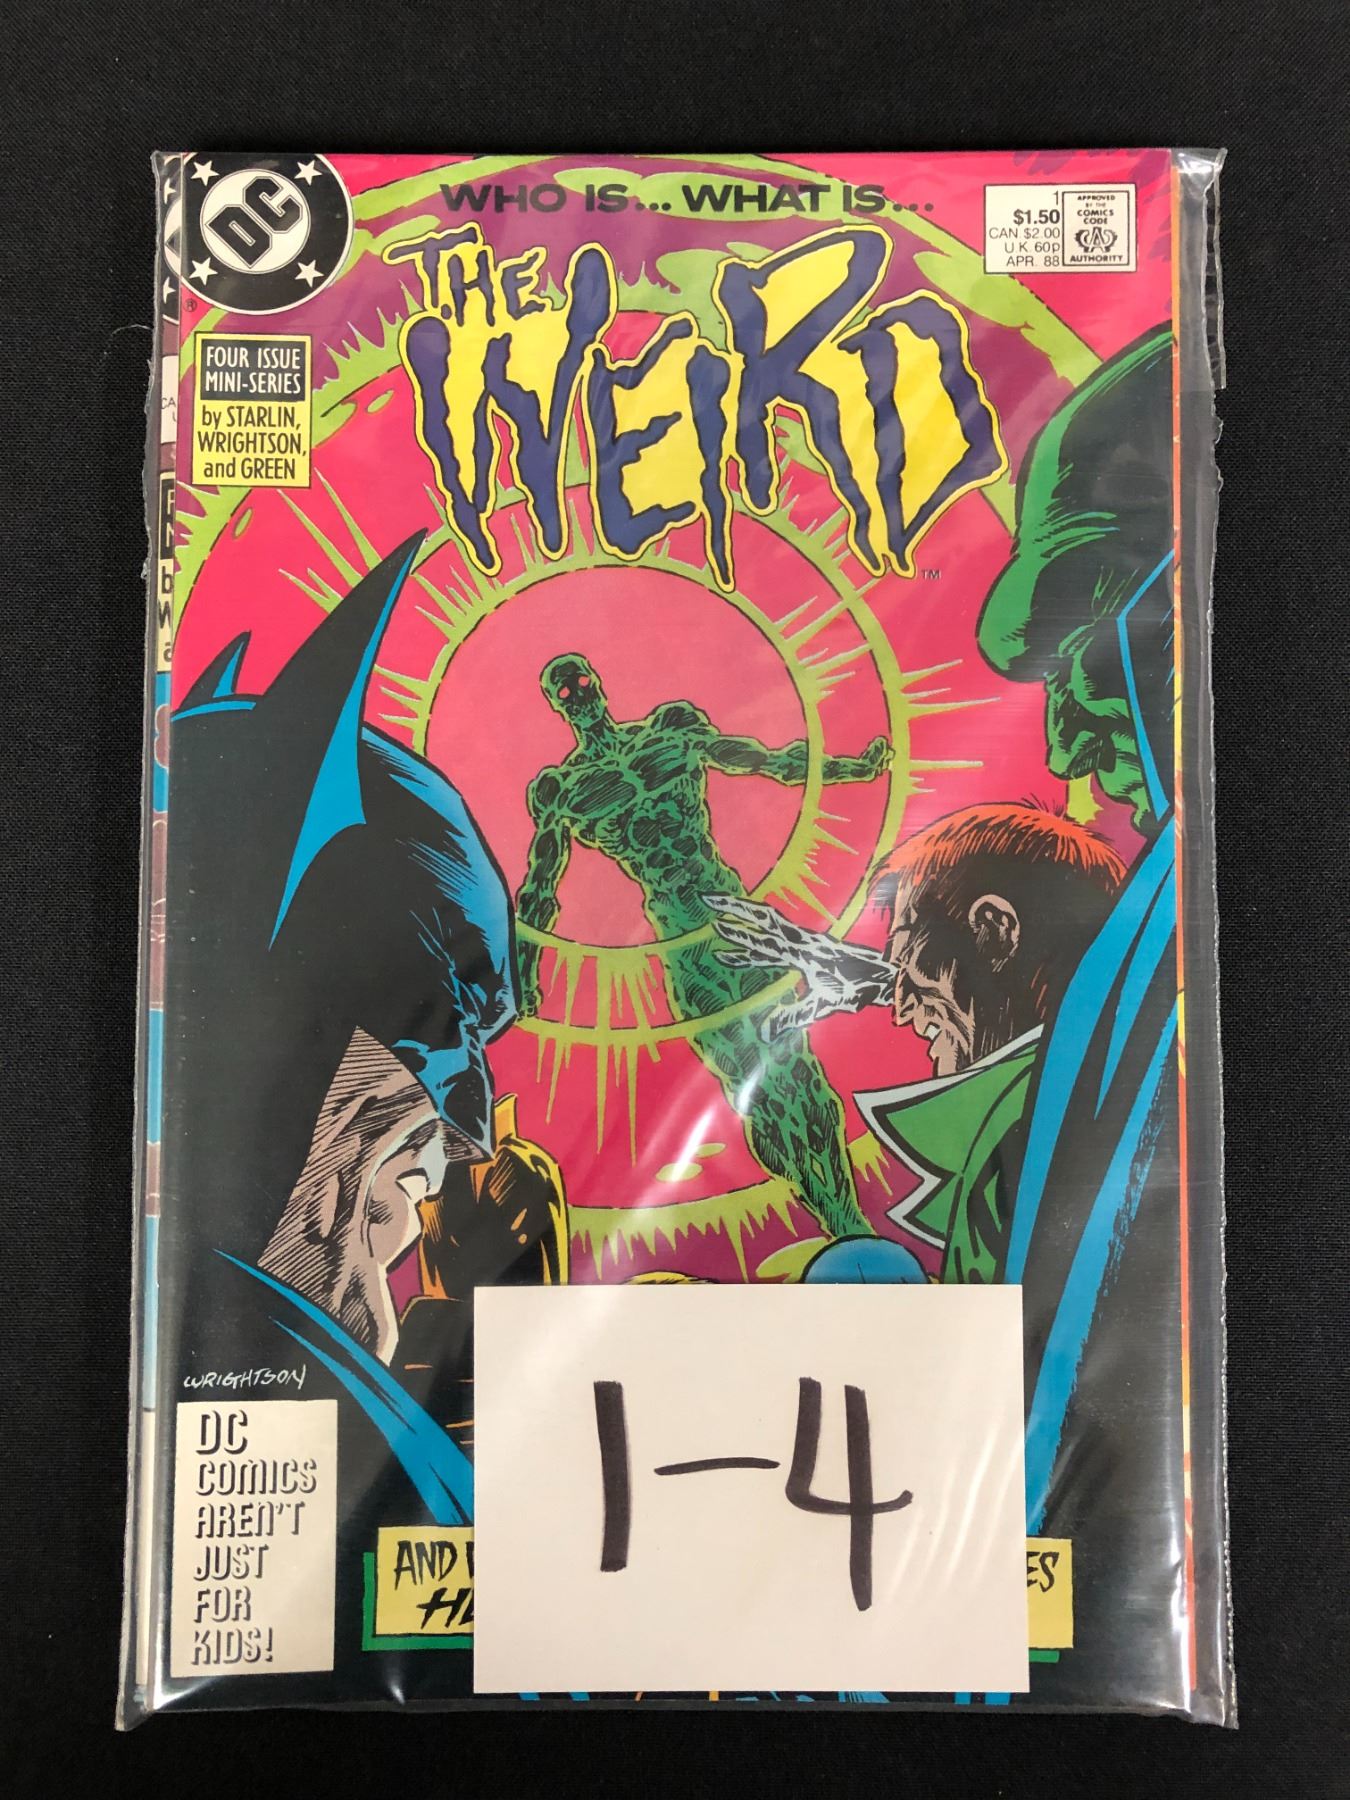 DC
®
WHO IS... WHAT IS...
THE
WEIRD
™
1
$1.50
CAN $2.00
U.K. 60p
APR. 88
APPROVED
BY THE
COMICS
CODE
CA
AUTHORITY
FOUR ISSUE
MINI-SERIES
by STARLIN,
WRIGHTSON,
and GREEN
WRIGHTSON
DC
COMICS
AREN'T
JUST
FOR
KIDS!
AND
1-4